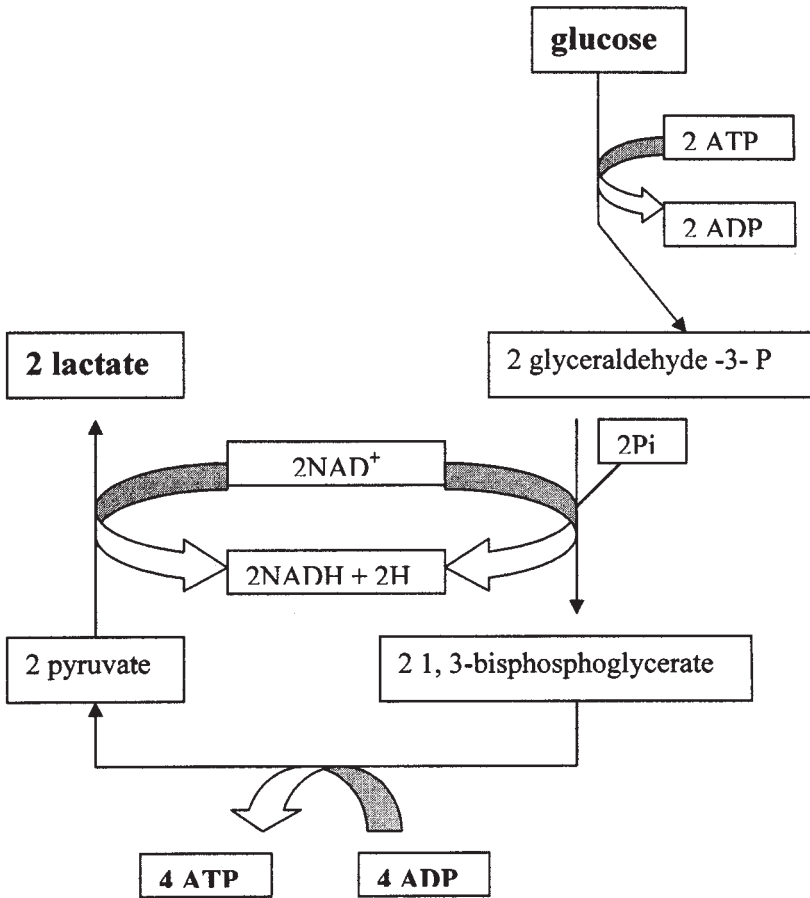 glucose
2 ATP
2 ADP
2 lactate
2 glyceraldehyde -3- P
2NAD+
2Pi
2NADH + 2H
2 pyruvate
2 1, 3-bisphosphoglycerate
4 ATP
4 ADP